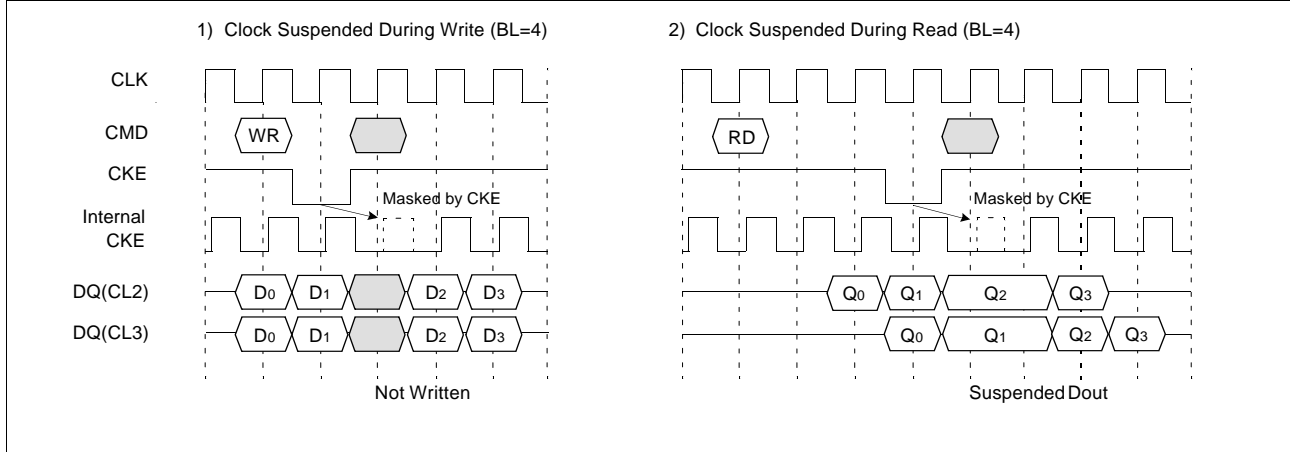 1) Clock Suspended During Write (BL=4)
2) Clock Suspended During Read (BL=4)
CLK
CMD
WR
RD
CKE
Masked by CKE
Masked by CKE
Internal
CKE
DQ(CL2)
D0 D1 D2 D3
Q0 Q1 Q2 Q3
DQ(CL3)
D0 D1 D2 D3
Q0 Q1 Q2 Q3
Not Written
Suspended Dout